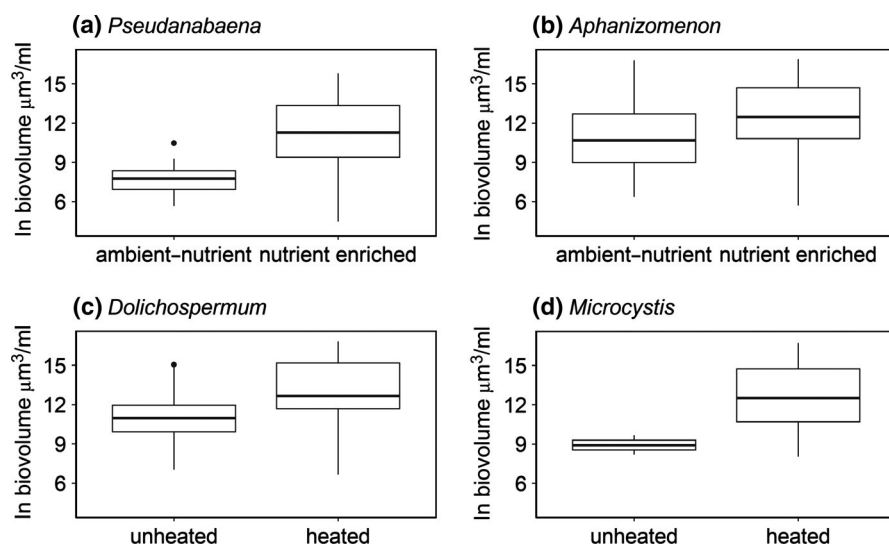 (a) Pseudanabaena
ln biovolume μm³/ml
15
12
9
6
ambient-nutrient nutrient enriched
(b) Aphanizomenon
ln biovolume μm³/ml
15
12
9
6
ambient-nutrient nutrient enriched
(c) Dolichospermum
ln biovolume μm³/ml
15
12
9
6
unheated heated
(d) Microcystis
ln biovolume μm³/ml
15
12
9
6
unheated heated